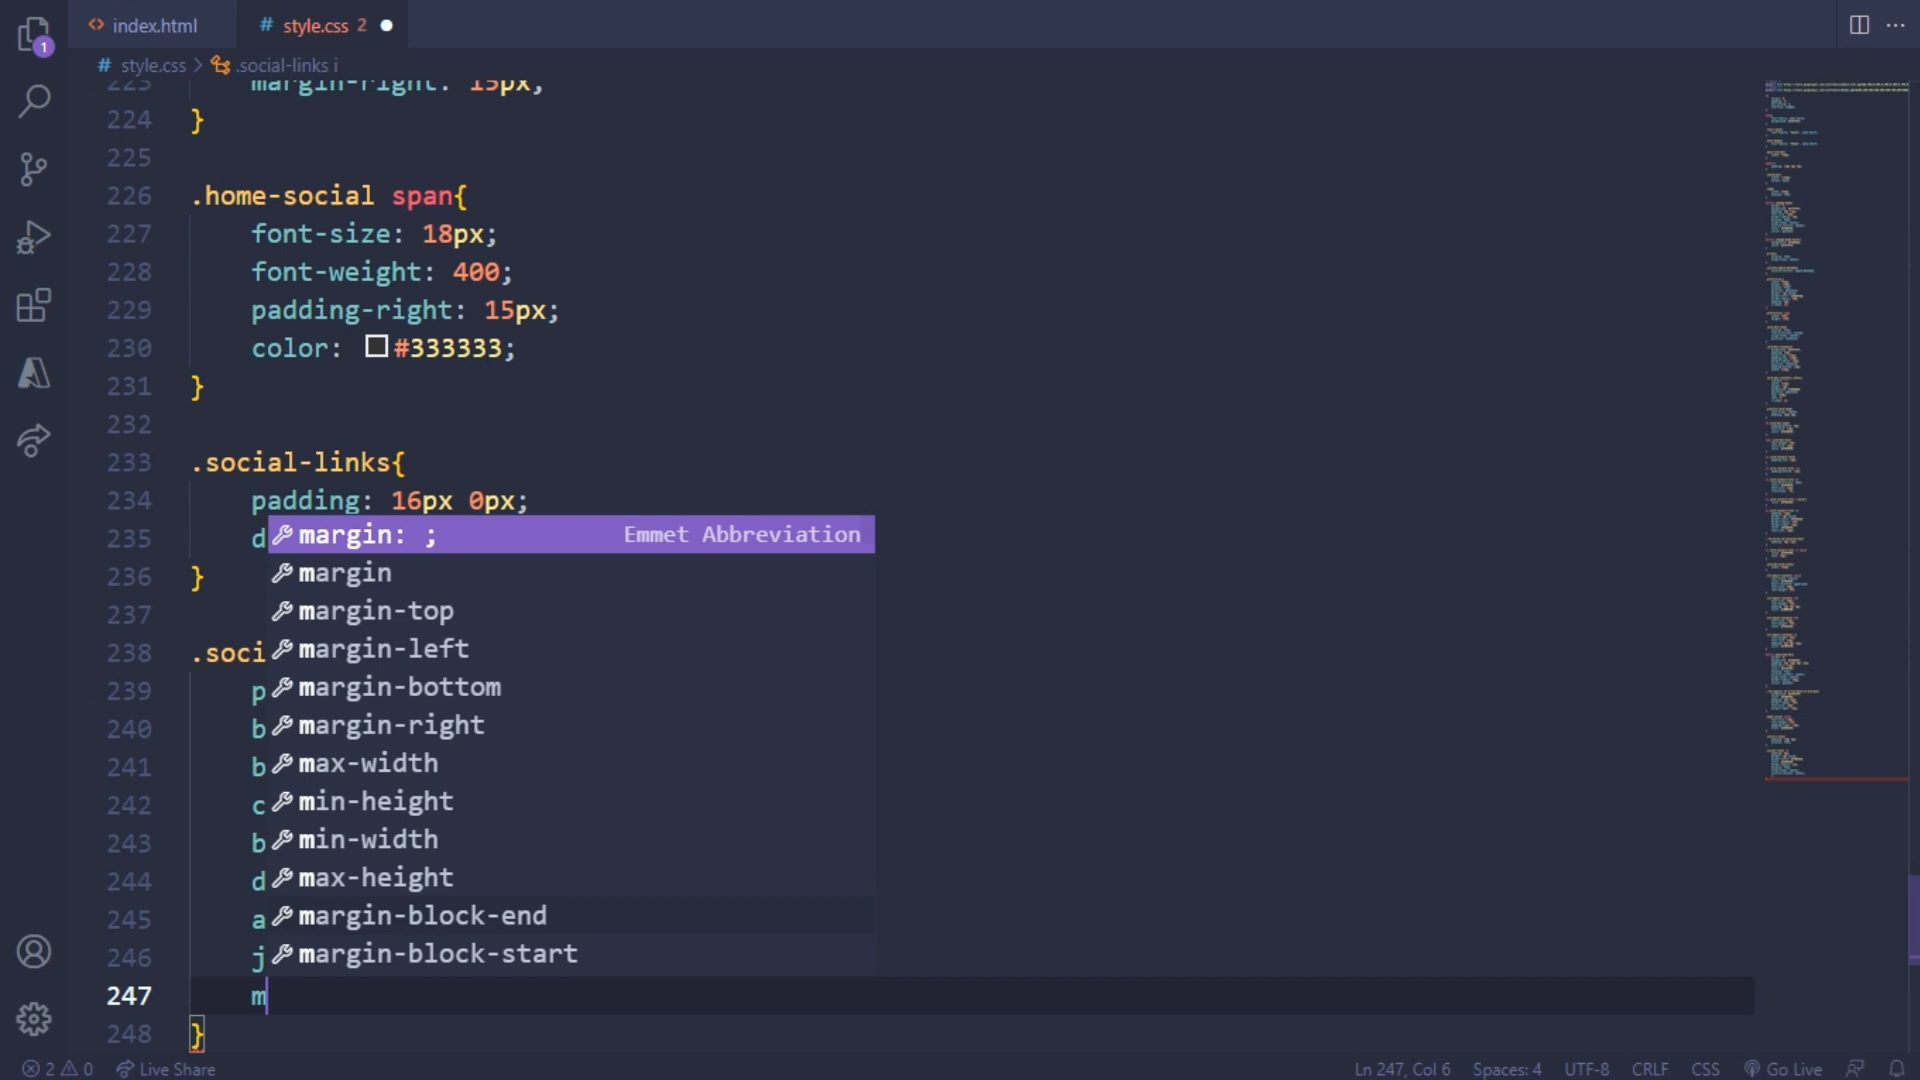 index.html
# style.css 2
1
# style.css > .social-links i
223 margin-right: 15px;
224 }
225
226 .home-social span{
227 font-size: 18px;
228 font-weight: 400;
229 padding-right: 15px;
230 color: #333333;
231 }
232
233 .social-links{
234 padding: 16px 0px;
235 d
margin: ; Emmet Abbreviation
margin
236 }
237
margin-top
238 .soci
margin-left
239 p
margin-bottom
240 b
margin-right
241 b
max-width
242 c
min-height
243 b
min-width
244 d
max-height
245 a
margin-block-end
246 j
margin-block-start
247 m
248 }
2 0 Live Share
Ln 247, Col 6 Spaces: 4 UTF-8 CRLF CSS Go Live